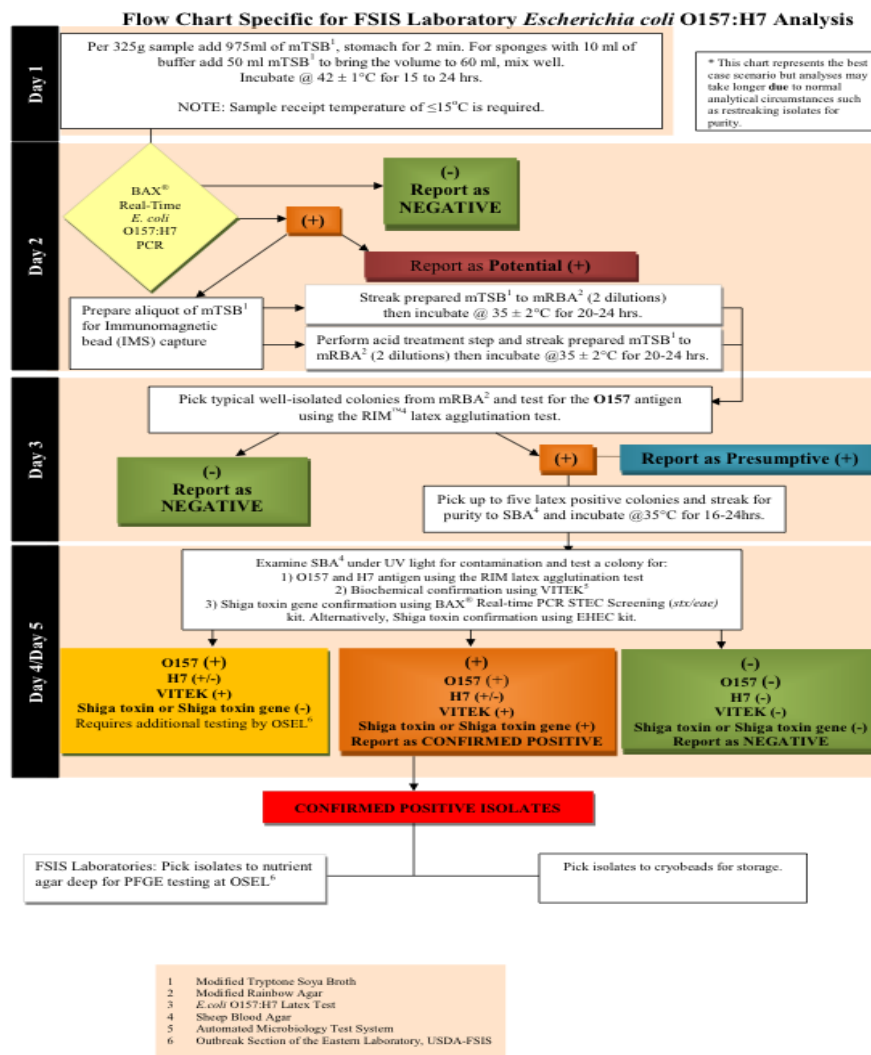 Flow Chart Specific for FSIS Laboratory Escherichia coli O157:H7 Analysis
Day 1
Per 325g sample add 975ml of mTSB¹, stomach for 2 min. For sponges with 10 ml of
buffer add 50 ml mTSB¹ to bring the volume to 60 ml, mix well.
Incubate @ 42 ± 1°C for 15 to 24 hrs.
NOTE: Sample receipt temperature of ≤15°C is required.
* This chart represents the best
case scenario but analyses may
take longer due to normal
analytical circumstances such
as restreaking isolates for
purity.
Day 2
BAX®
Real-Time
E. coli
O157:H7
PCR
(-)
Report as
NEGATIVE
(+)
Report as Potential (+)
Prepare aliquot of mTSB¹
for Immunomagnetic
bead (IMS) capture
Streak prepared mTSB¹ to mRBA² (2 dilutions)
then incubate @ 35 ± 2°C for 20-24 hrs.
Perform acid treatment step and streak prepared mTSB¹ to
mRBA² (2 dilutions) then incubate @35 ± 2°C for 20-24 hrs.
Day 3
Pick typical well-isolated colonies from mRBA² and test for the O157 antigen
using the RIM™⁴ latex agglutination test.
(-)
Report as
NEGATIVE
(+)
Report as Presumptive (+)
Pick up to five latex positive colonies and streak for
purity to SBA⁴ and incubate @35°C for 16-24hrs.
Day 4/Day 5
Examine SBA⁴ under UV light for contamination and test a colony for:
1) O157 and H7 antigen using the RIM latex agglutination test
2) Biochemical confirmation using VITEK⁵
3) Shiga toxin gene confirmation using BAX® Real-time PCR STEC Screening (stx/eae)
kit. Alternatively, Shiga toxin confirmation using EHEC kit.
O157 (+)
H7 (+/-)
VITEK (+)
Shiga toxin or Shiga toxin gene (-)
Requires additional testing by OSEL⁶
(+)
O157 (+)
H7 (+/-)
VITEK (+)
Shiga toxin or Shiga toxin gene (+)
Report as CONFIRMED POSITIVE
(-)
O157 (-)
H7 (-)
VITEK (-)
Shiga toxin or Shiga toxin gene (-)
Report as NEGATIVE
CONFIRMED POSITIVE ISOLATES
FSIS Laboratories: Pick isolates to nutrient
agar deep for PFGE testing at OSEL⁶
Pick isolates to cryobeads for storage.
1 Modified Tryptone Soya Broth
2 Modified Rainbow Agar
3 E.coli O157:H7 Latex Test
4 Sheep Blood Agar
5 Automated Microbiology Test System
6 Outbreak Section of the Eastern Laboratory, USDA-FSIS